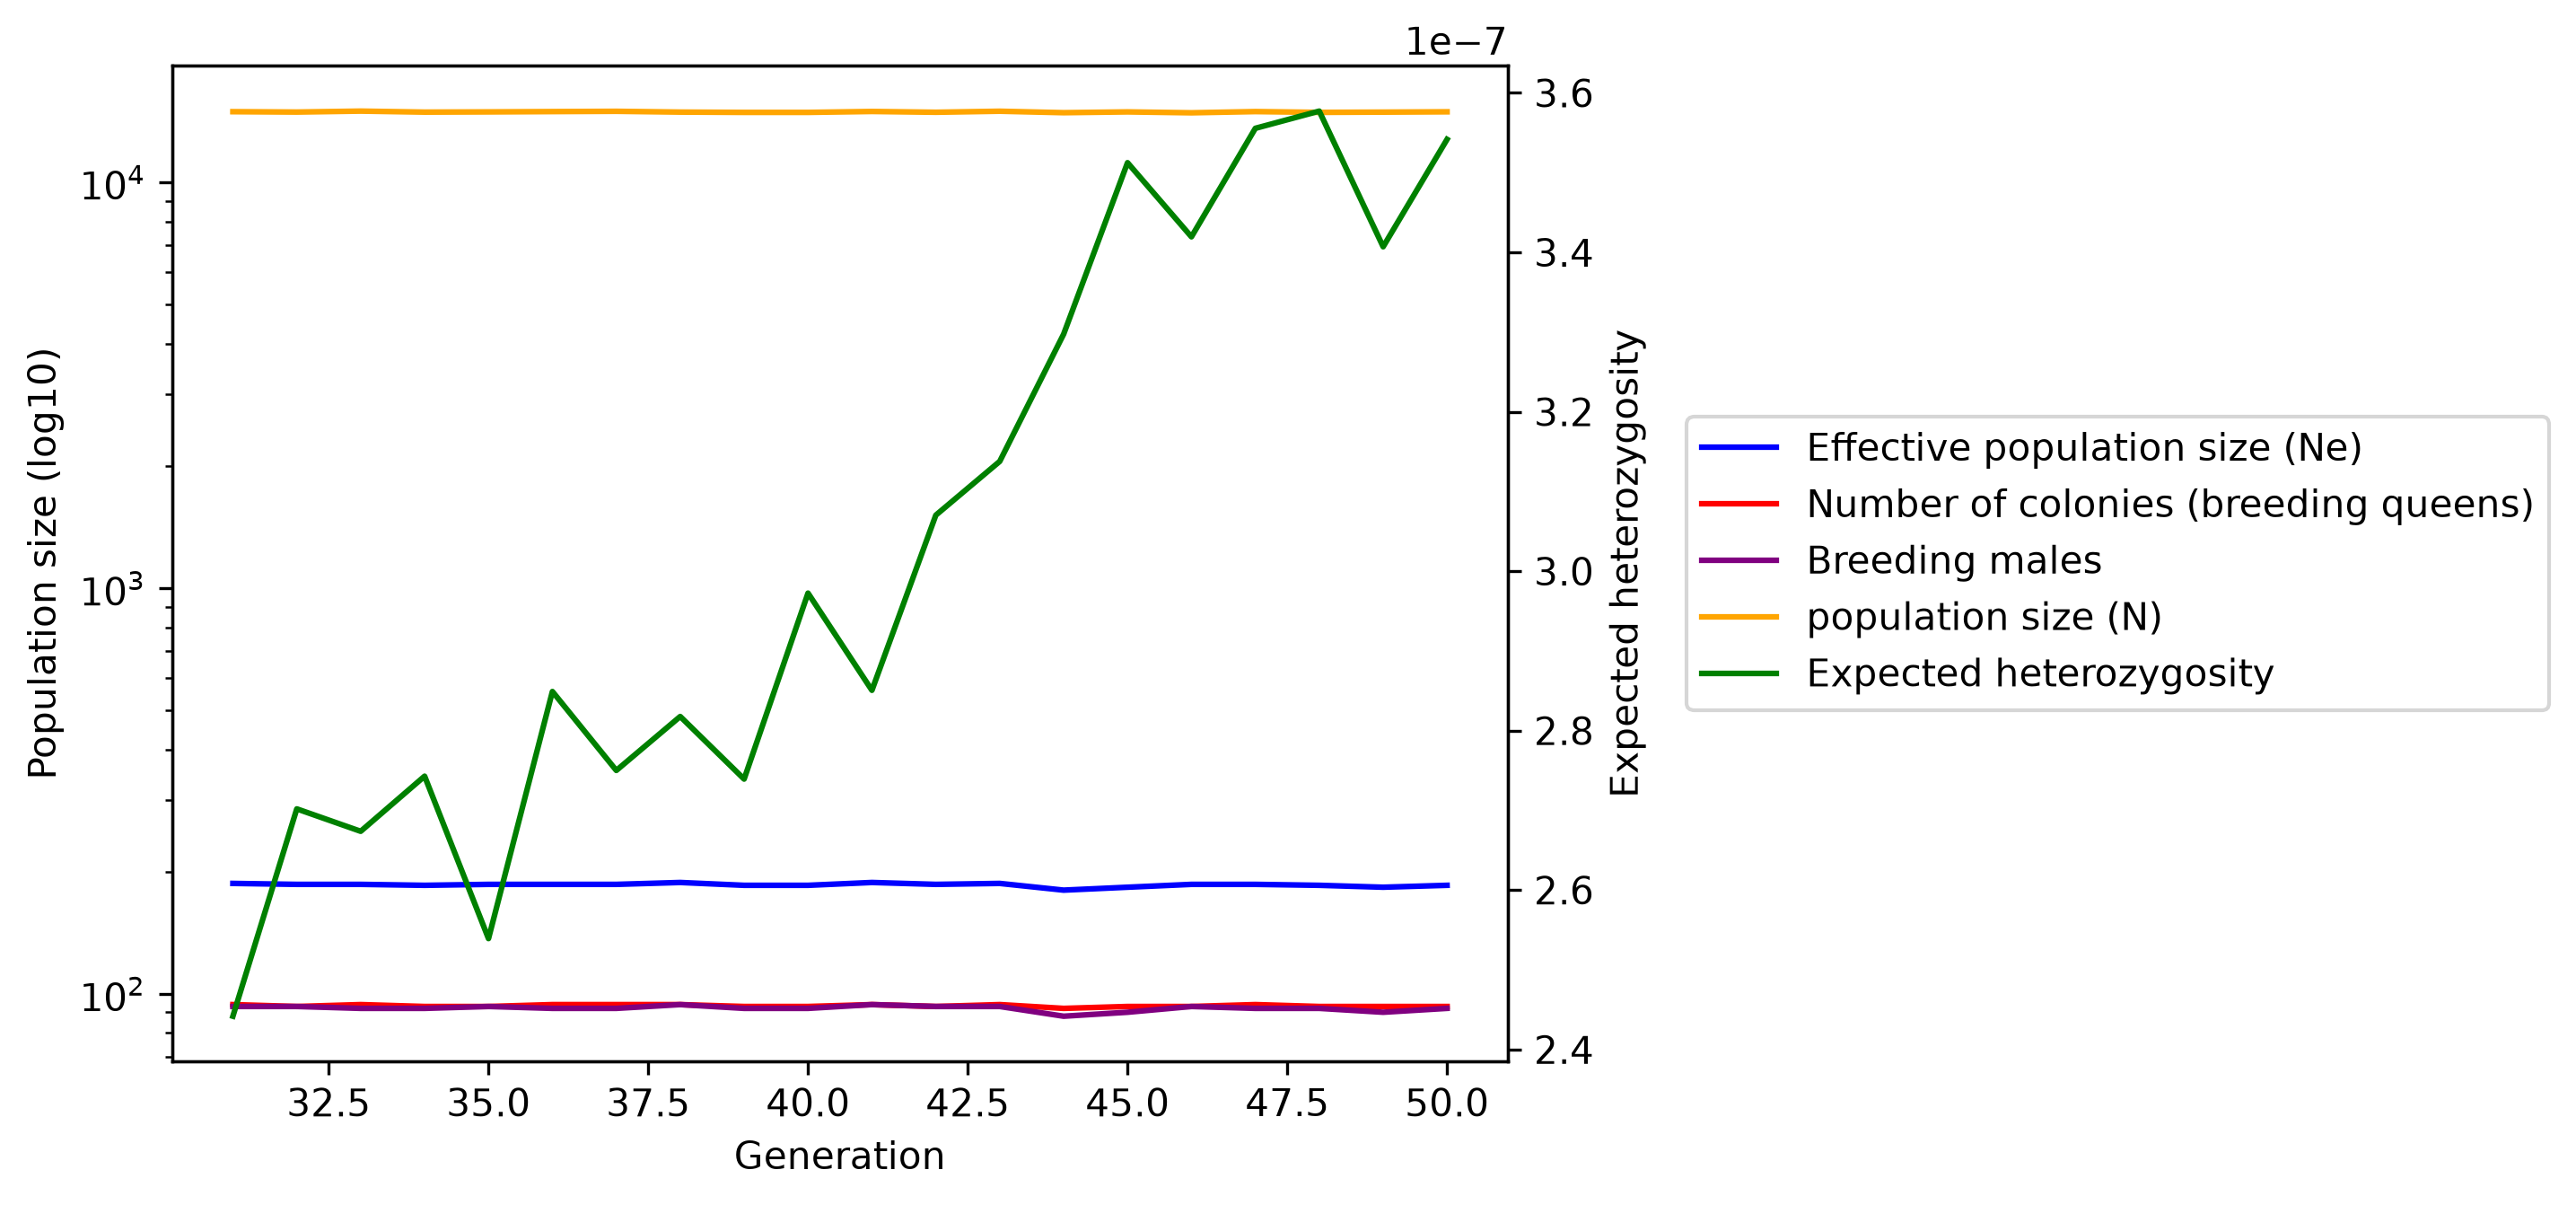 1e−7
10⁴
10³
10²
Population size (log10)
3.6
3.4
3.2
3.0
2.8
2.6
2.4
Expected heterozygosity
32.5 35.0 37.5 40.0 42.5 45.0 47.5 50.0
Generation
Effective population size (Ne)
Number of colonies (breeding queens)
Breeding males
population size (N)
Expected heterozygosity